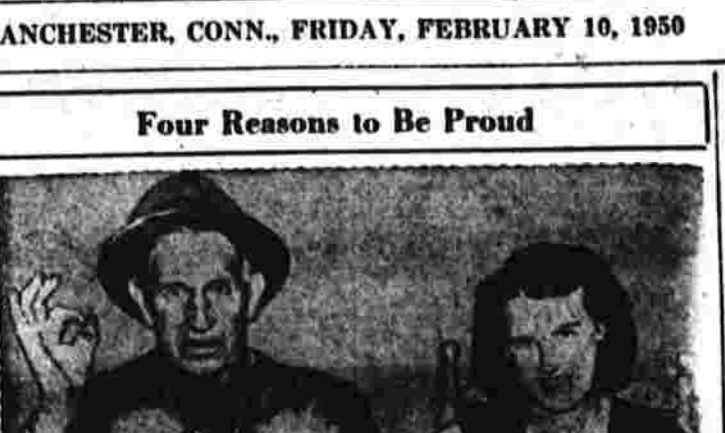 ANCHESTER, CONN., FRIDAY, FEBRUARY 10, 1950
Four Reasons to Be Proud